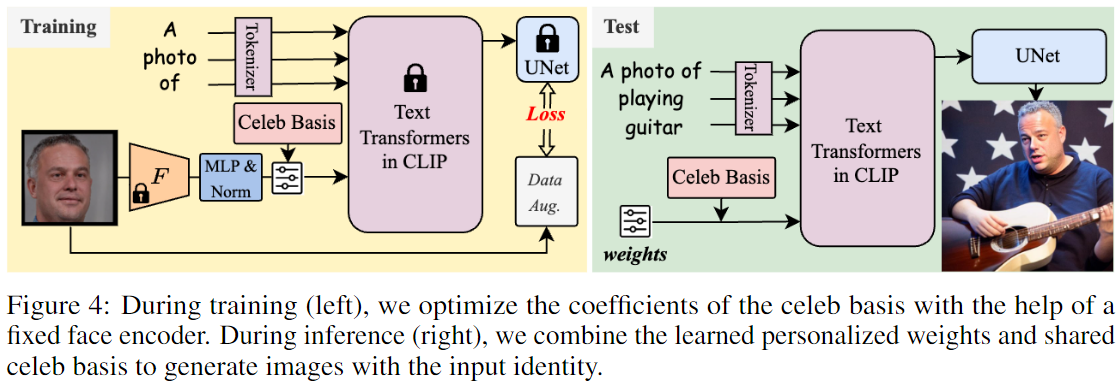 Training
A
photo
of
Tokenizer
Celeb Basis
F
MLP &
Norm
Text
Transformers
in CLIP
UNet
Loss
Data
Aug.
Test
A photo of
playing
guitar
Tokenizer
Celeb Basis
weights
Text
Transformers
in CLIP
UNet
Figure 4: During training (left), we optimize the coefficients of the celeb basis with the help of a
fixed face encoder. During inference (right), we combine the learned personalized weights and shared
celeb basis to generate images with the input identity.